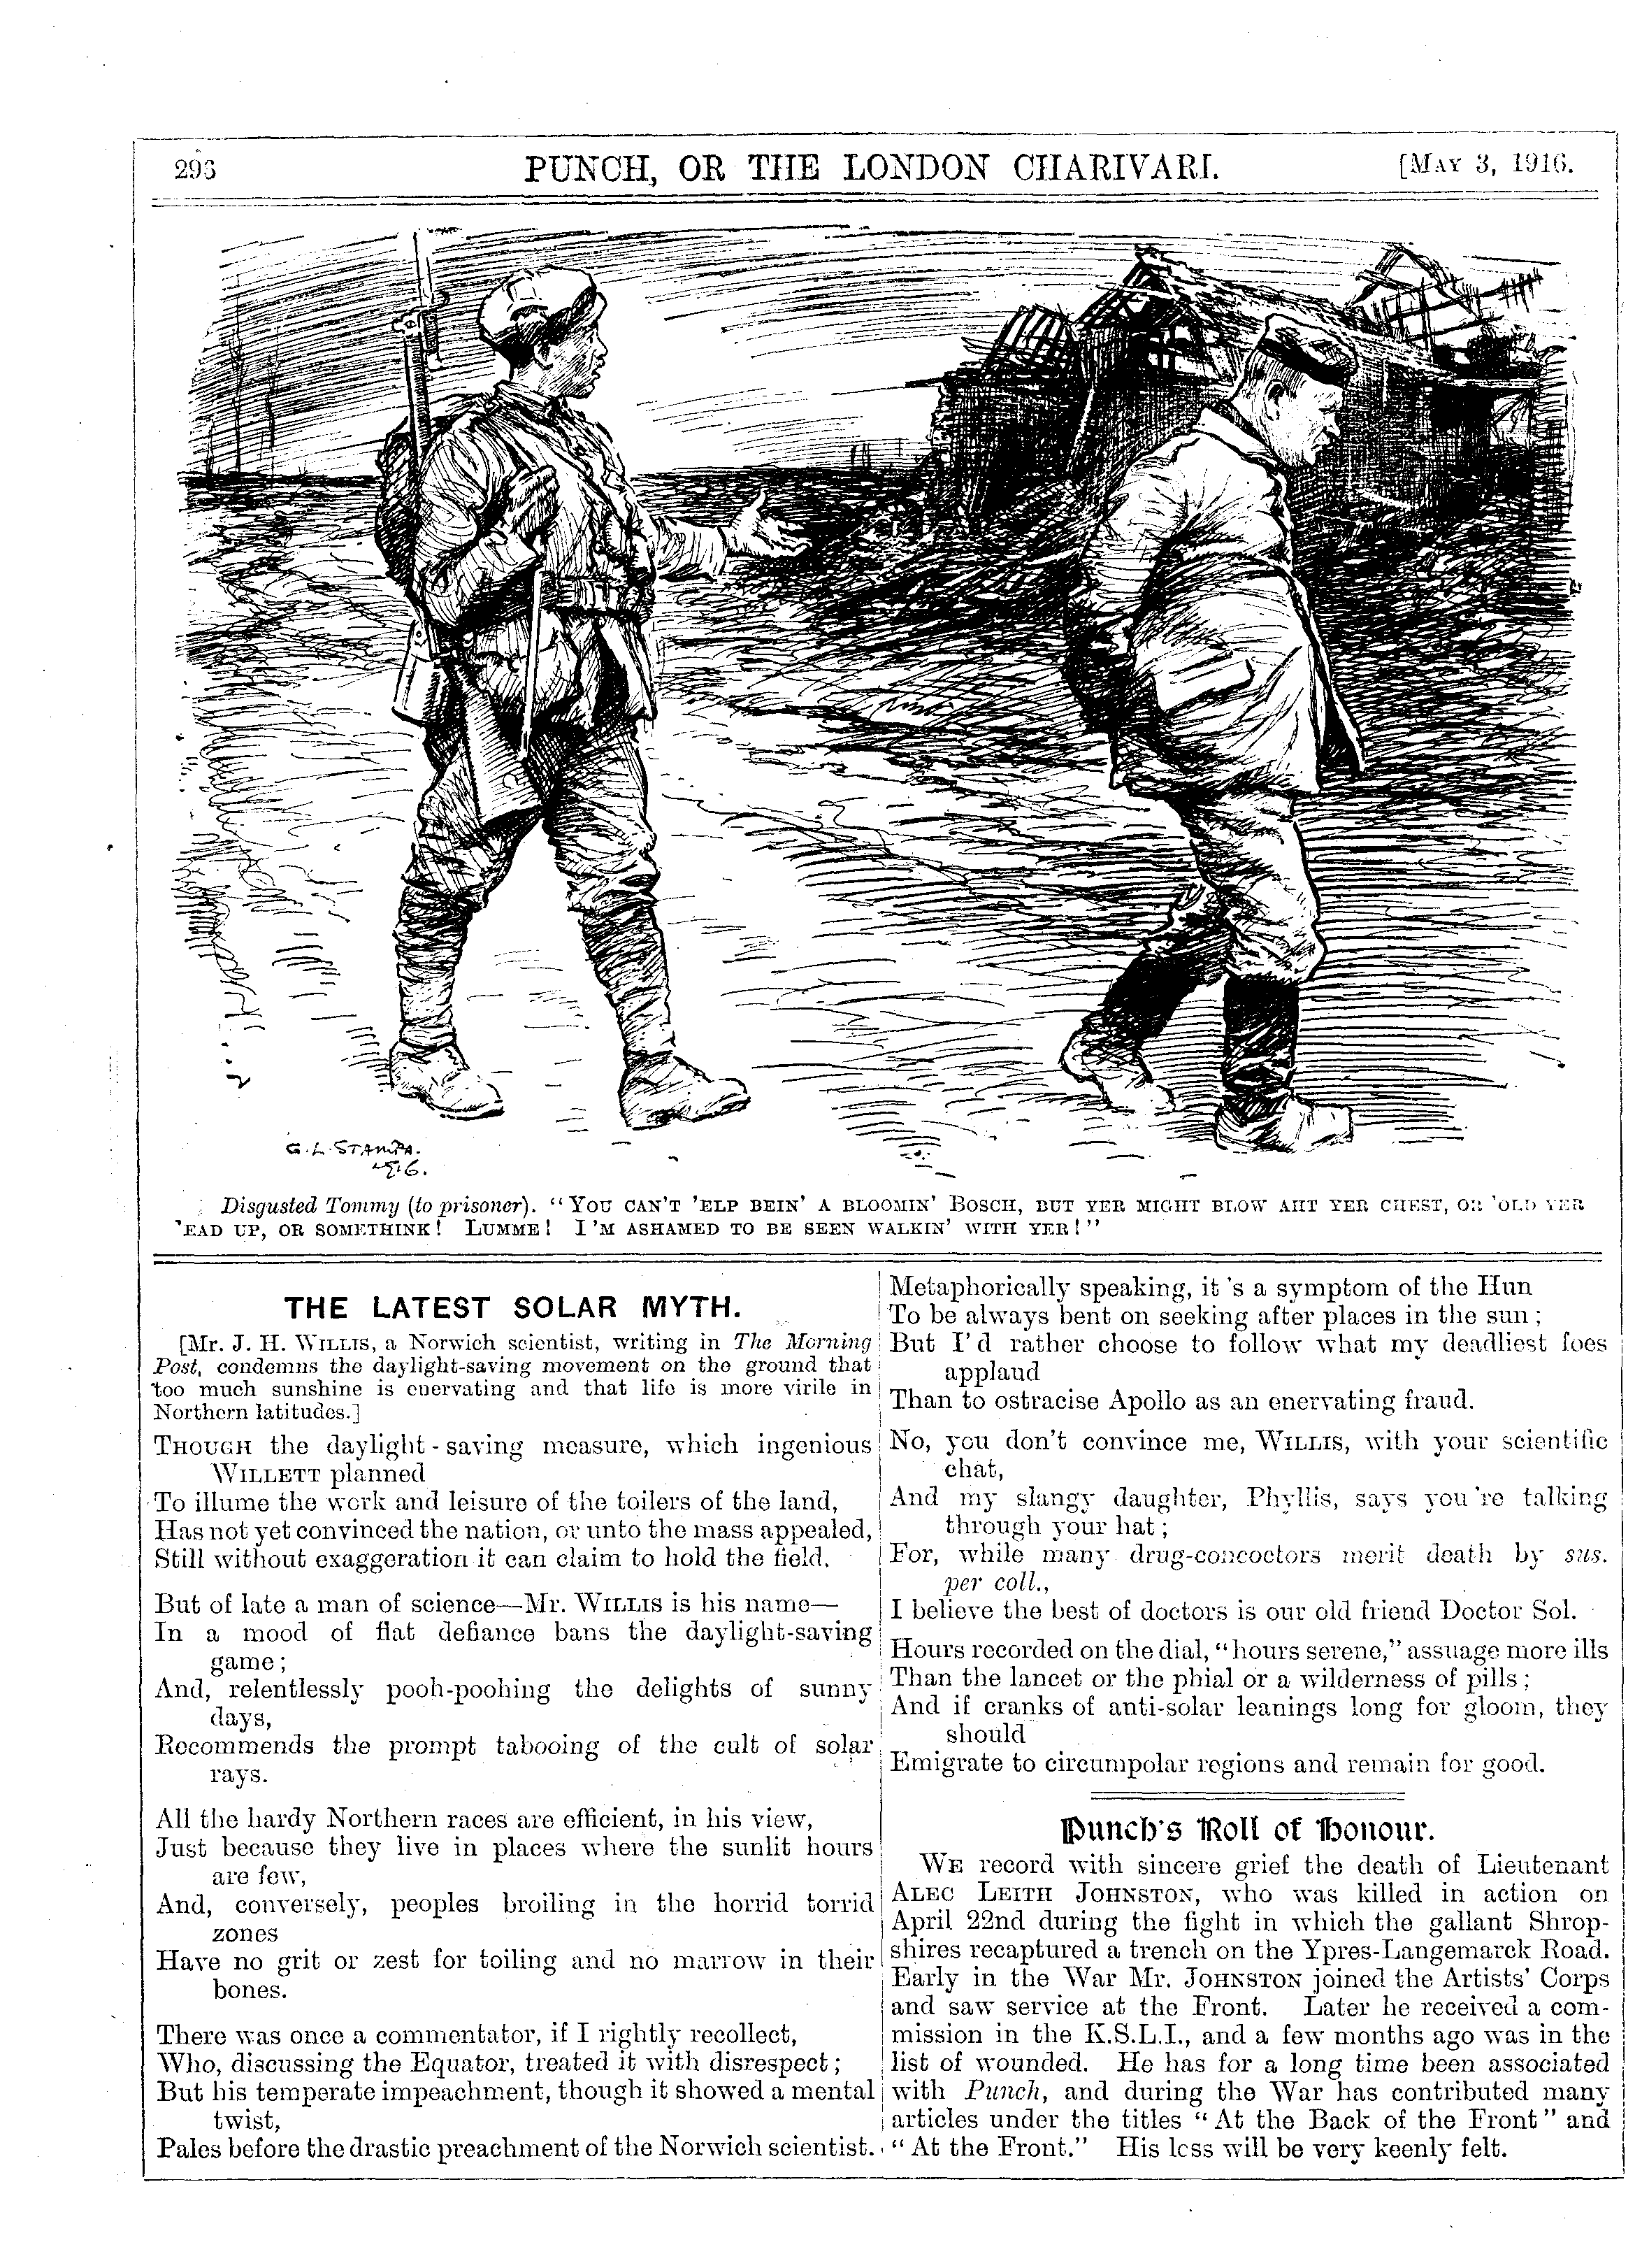 296
PUNCH, OR THE LONDON CHARIVARI.
[MAY 3, 1916.
G. L. STAMPA.
1916.
Disgusted Tommy (to prisoner). "YOU CAN'T 'ELP BEIN' A BLOOMIN' BOSCH, BUT YER MIGHT BLOW AHT YER CHEST, OR 'OLD YER
'EAD UP, OR SOMETHINK! LUMME! I'M ASHAMED TO BE SEEN WALKIN' WITH YER!"
THE LATEST SOLAR MYTH.
[Mr. J. H. WILLIS, a Norwich scientist, writing in The Morning
Post, condemns the daylight-saving movement on the ground that
too much sunshine is enervating and that life is more virile in
Northern latitudes.]
THOUGH the daylight-saving measure, which ingenious
WILLETT planned
To illume the work and leisure of the toilers of the land,
Has not yet convinced the nation, or unto the mass appealed,
Still without exaggeration it can claim to hold the field.
But of late a man of science—Mr. WILLIS is his name—
In a mood of flat defiance bans the daylight-saving
game;
And, relentlessly pooh-poohing the delights of sunny
days,
Recommends the prompt tabooing of the cult of solar
rays.
All the hardy Northern races are efficient, in his view,
Just because they live in places where the sunlit hours
are few,
And, conversely, peoples broiling in the horrid torrid
zones
Have no grit or zest for toiling and no marrow in their
bones.
There was once a commentator, if I rightly recollect,
Who, discussing the Equator, treated it with disrespect;
But his temperate impeachment, though it showed a mental
twist,
Pales before the drastic preachment of the Norwich scientist.
Metaphorically speaking, it's a symptom of the Hun
To be always bent on seeking after places in the sun;
But I'd rather choose to follow what my deadliest foes
applaud
Than to ostracise Apollo as an enervating fraud.
No, you don't convince me, WILLIS, with your scientific
chat,
And my slangy daughter, Phyllis, says you're talking
through your hat;
For, while many drug-concoctors merit death by sus.
per coll.,
I believe the best of doctors is our old friend Doctor Sol.
Hours recorded on the dial, "hours serene," assuage more ills
Than the lancet or the phial or a wilderness of pills;
And if cranks of anti-solar leanings long for gloom, they
should
Emigrate to circumpolar regions and remain for good.
Punch's Roll of Honour.
WE record with sincere grief the death of Lieutenant
ALEC LEITH JOHNSTON, who was killed in action on
April 22nd during the fight in which the gallant Shrop-
shires recaptured a trench on the Ypres-Langemarck Road.
Early in the War Mr. JOHNSTON joined the Artists' Corps
and saw service at the Front. Later he received a com-
mission in the K.S.L.I., and a few months ago was in the
list of wounded. He has for a long time been associated
with Punch, and during the War has contributed many
articles under the titles "At the Back of the Front" and
"At the Front." His loss will be very keenly felt.